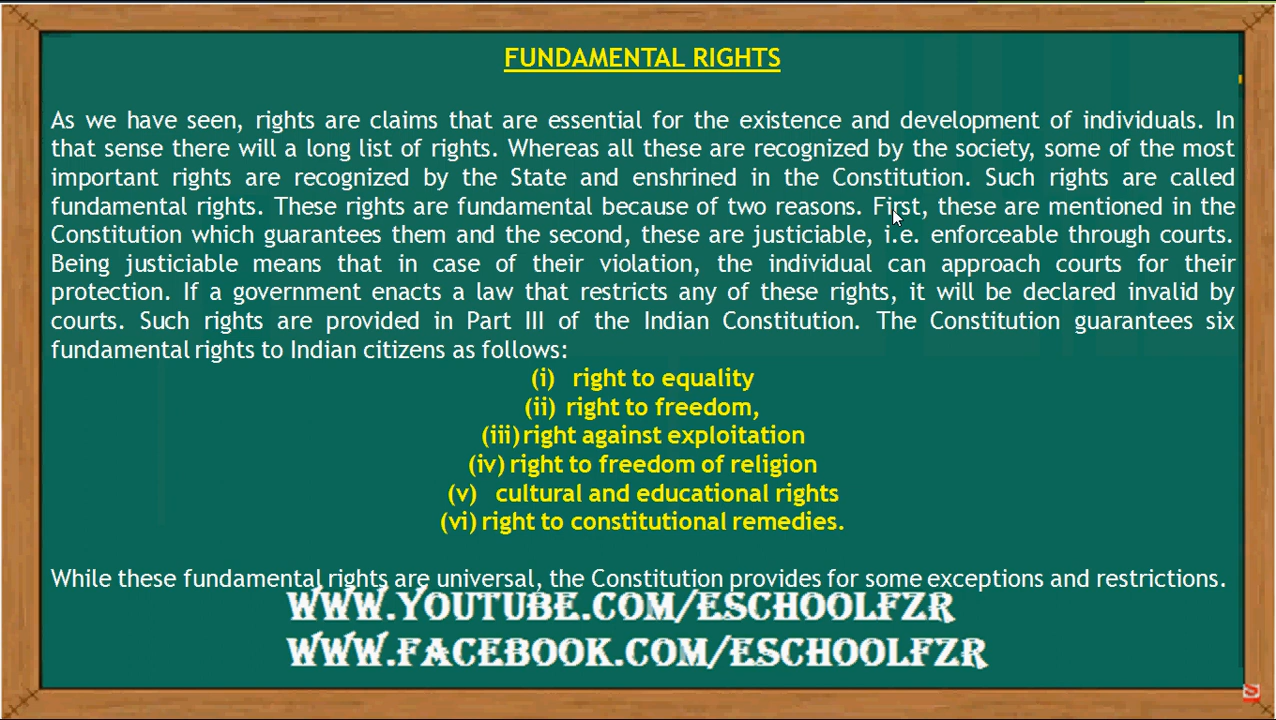 FUNDAMENTAL RIGHTS
As we have seen, rights are claims that are essential for the existence and development of individuals. In
that sense there will a long list of rights. Whereas all these are recognized by the society, some of the most
important rights are recognized by the State and enshrined in the Constitution. Such rights are called
fundamental rights. These rights are fundamental because of two reasons. First, these are mentioned in the
Constitution which guarantees them and the second, these are justiciable, i.e. enforceable through courts.
Being justiciable means that in case of their violation, the individual can approach courts for their
protection. If a government enacts a law that restricts any of these rights, it will be declared invalid by
courts. Such rights are provided in Part III of the Indian Constitution. The Constitution guarantees six
fundamental rights to Indian citizens as follows:
(i) right to equality
(ii) right to freedom,
(iii) right against exploitation
(iv) right to freedom of religion
(v) cultural and educational rights
(vi) right to constitutional remedies.
While these fundamental rights are universal, the Constitution provides for some exceptions and restrictions.
WWW.YOUTUBE.COM/ESCHOOLFZR
WWW.FACEBOOK.COM/ESCHOOLFZR
S